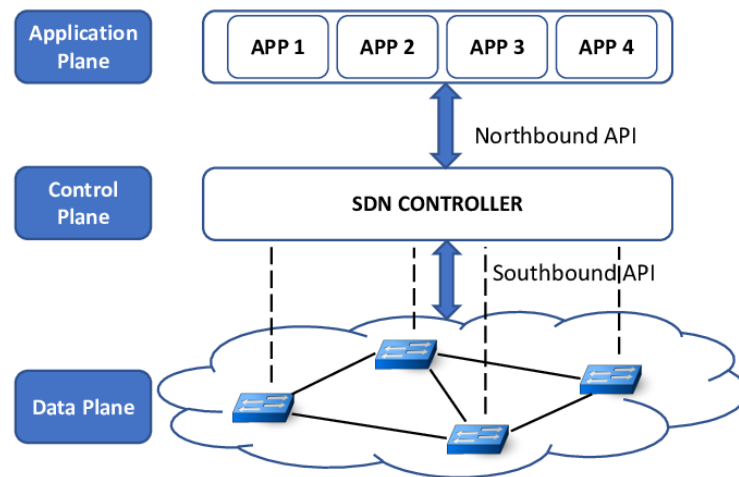 Application
Plane
APP 1
APP 2
APP 3
APP 4
Northbound API
Control
Plane
SDN CONTROLLER
Southbound API
Data Plane